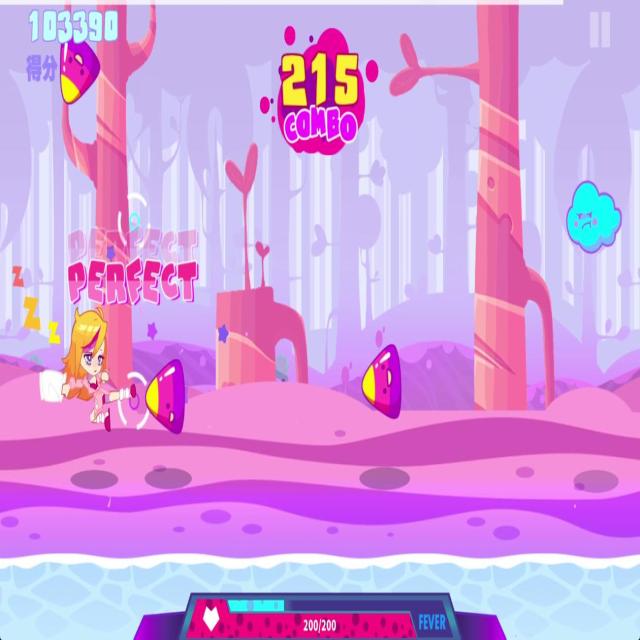 103390
得分
215
COMBO
PERFECT
PERFECT
z
Z
z
200/200
FEVER